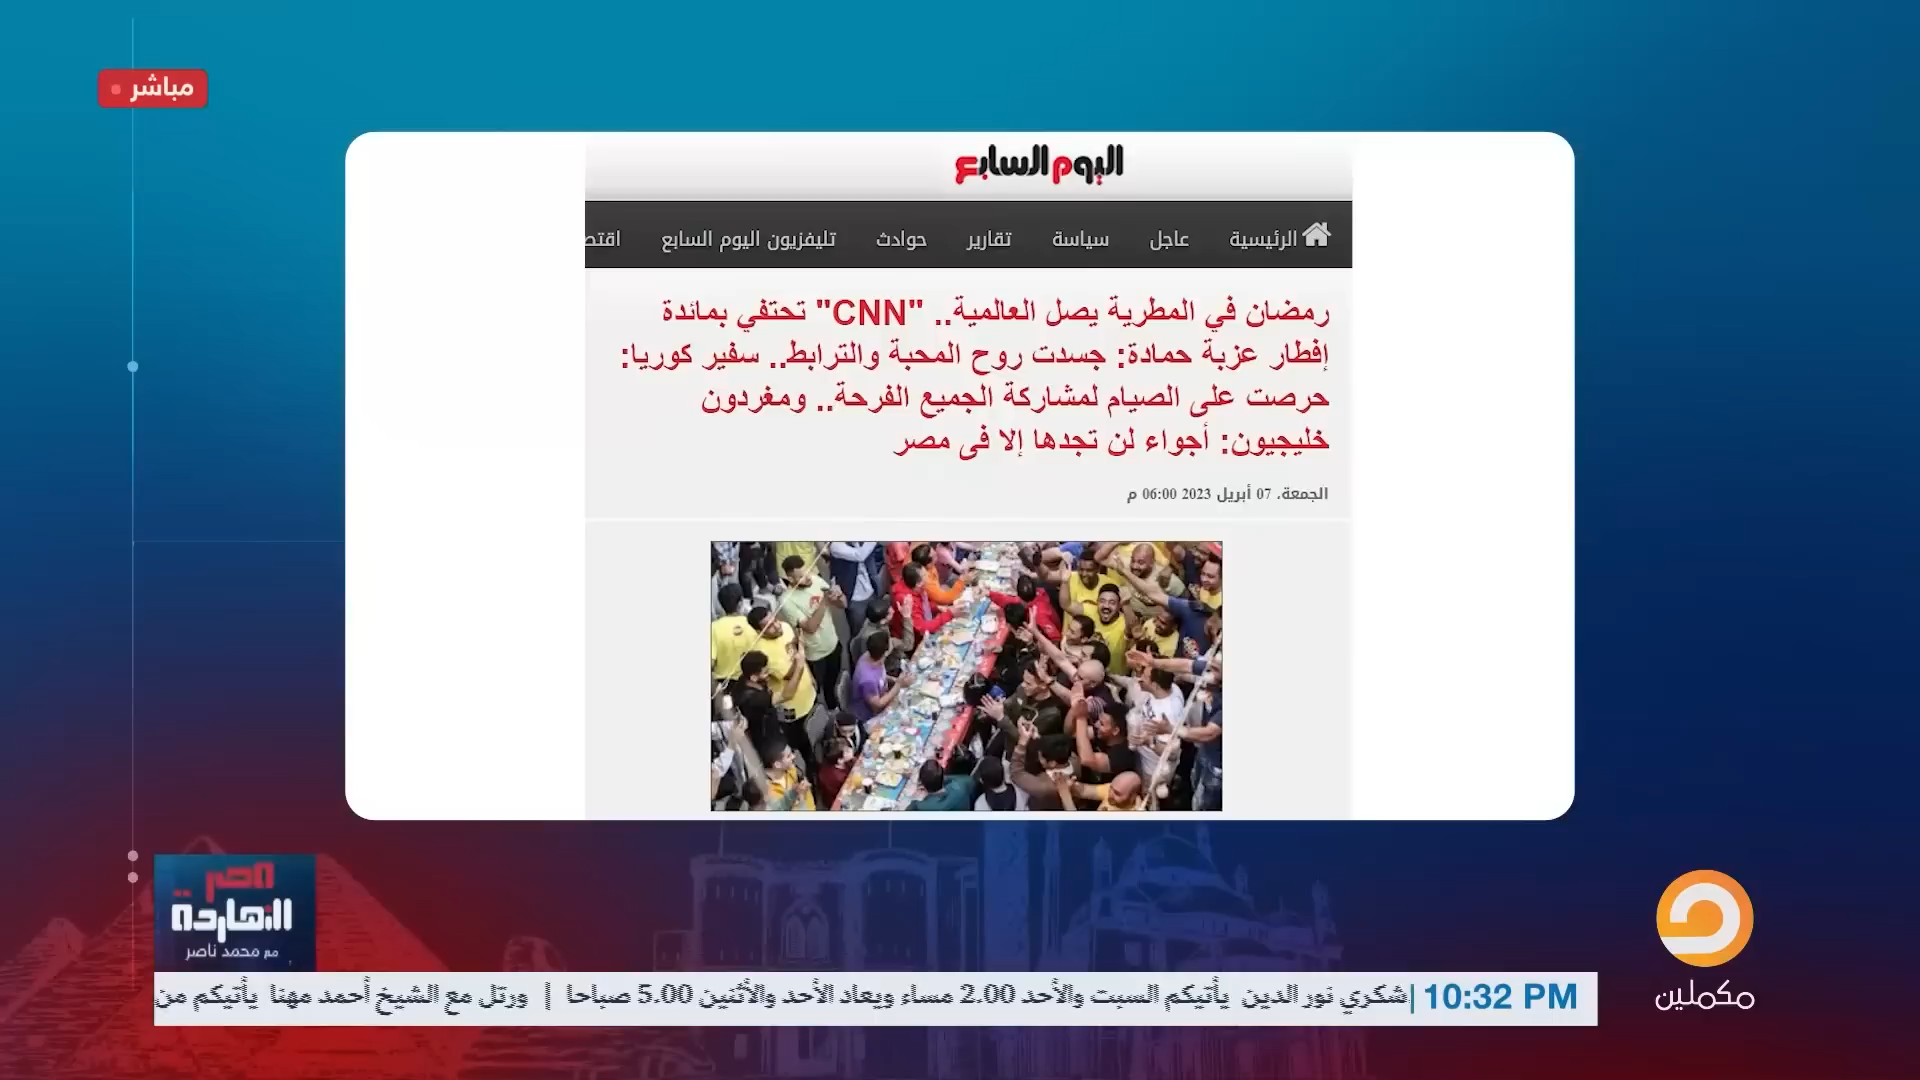 مباشر
اليوم السابع
الرئيسية عاجل سياسة تقارير حوادث تليفزيون اليوم السابع اقتص
رمضان في المطرية يصل العالمية.. "CNN" تحتفي بمائدة
إفطار عزبة حمادة: جسدت روح المحبة والترابط.. سفير كوريا:
حرصت على الصيام لمشاركة الجميع الفرحة.. ومغردون
خليجيون: أجواء لن تجدها إلا فى مصر
الجمعة، 07 أبريل 2023 06:00 م
مصر
النهاردة
مع محمد ناصر
مكملين
10:32 PM | شكري نور الدين يأتيكم السبت والأحد 2.00 مساء ويعاد الأحد والأثنين 5.00 صباحا | ورتل مع الشيخ أحمد مهنا يأتيكم من